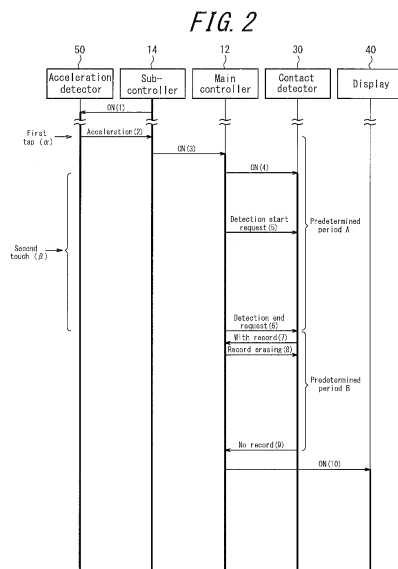 FIG. 2
50 14 12 30 40
Acceleration
detector
Sub-
controller
Main
controller
Contact
detector
Display
ON(1)
First
tap(α)
Acceleration(2)
ON(3)
ON(4)
Detection start
request(5)
Predetermined
period A
Second
touch(β)
Detection end
request(6)
With record(7)
Record erasing(8)
Predetermined
period B
No record(9)
ON(10)